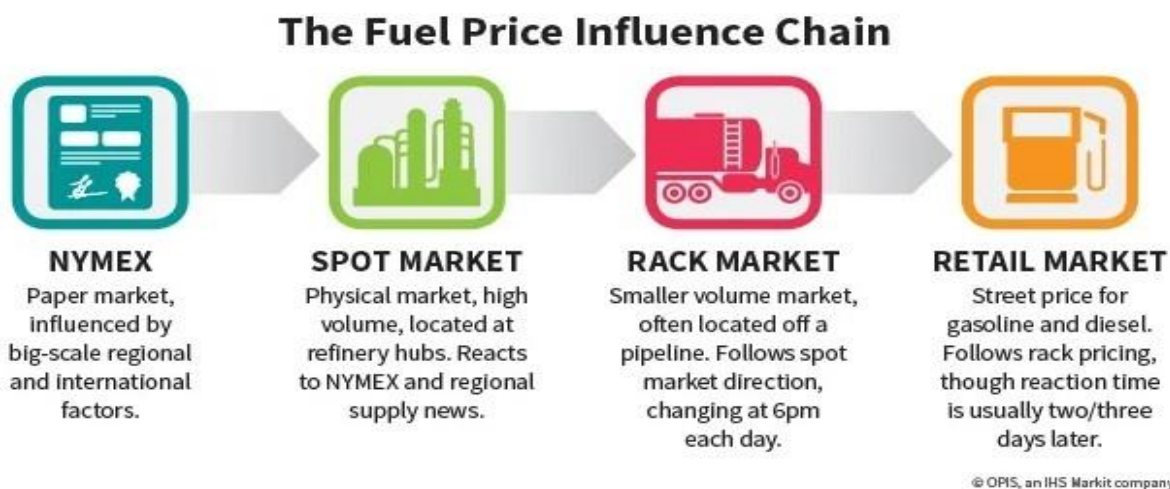 The Fuel Price Influence Chain
NYMEX
Paper market,
influenced by
big-scale regional
and international
factors.
SPOT MARKET
Physical market, high
volume, located at
refinery hubs. Reacts
to NYMEX and regional
supply news.
RACK MARKET
Smaller volume market,
often located off a
pipeline. Follows spot
market direction,
changing at 6pm
each day.
RETAIL MARKET
Street price for
gasoline and diesel.
Follows rack pricing,
though reaction time
is usually two/three
days later.
© OPIS, an IHS Markit company